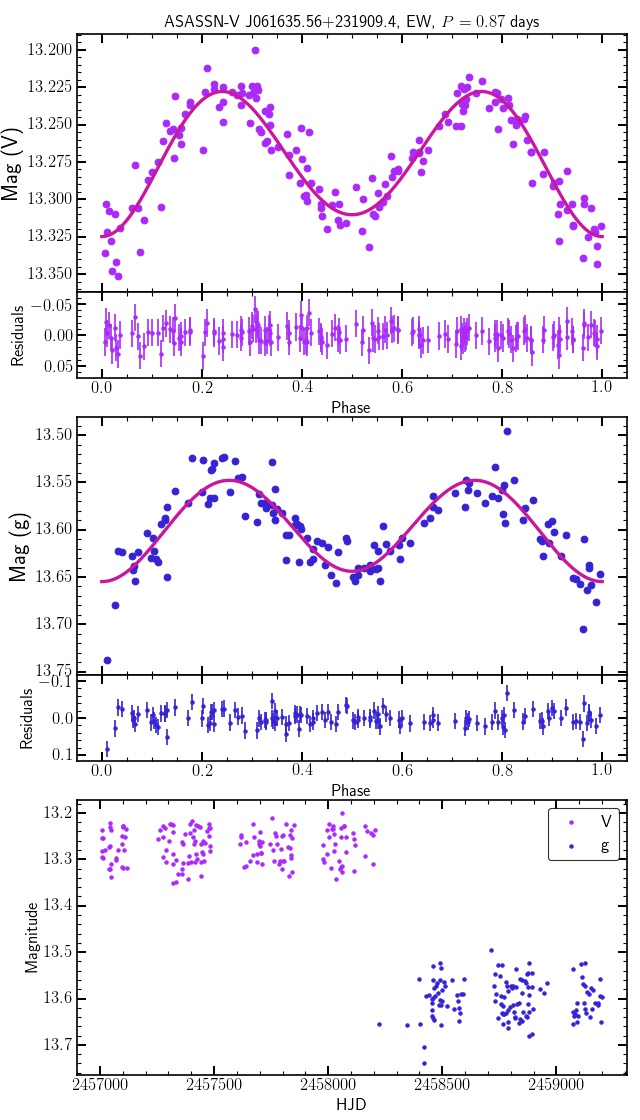 ASASSN-V J061635.56+231909.4, EW, P = 0.87 days
13.200
13.225
13.250
13.275
13.300
13.325
13.350
Mag (V)
−0.05
0.00
0.05
Residuals
0.0 0.2 0.4 0.6 0.8 1.0
Phase
13.50
13.55
13.60
13.65
13.70
13.75
Mag (g)
−0.1
0.0
0.1
Residuals
0.0 0.2 0.4 0.6 0.8 1.0
Phase
13.2
13.3
13.4
13.5
13.6
13.7
Magnitude
V
g
2457000 2457500 2458000 2458500 2459000
HJD